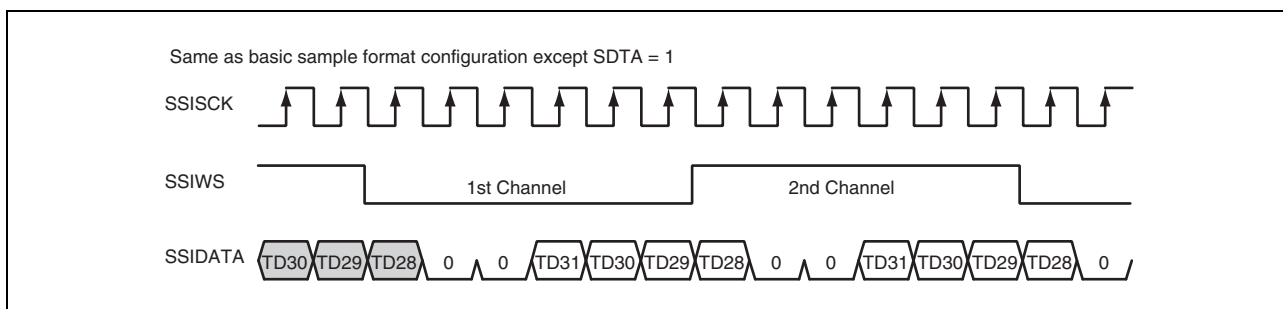 Same as basic sample format configuration except SDTA = 1
SSISCK
SSIWS
1st Channel
2nd Channel
SSIDATA
TD30 TD29 TD28 0 0 TD31 TD30 TD29 TD28 0 0 TD31 TD30 TD29 TD28 0